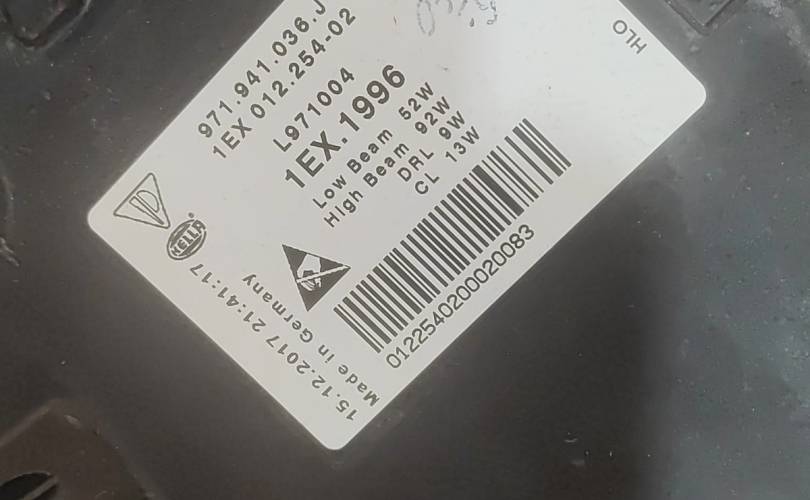 971.941.036.J
1EX 012.254-02
L971004
1EX.1996
Low Beam 52W
High Beam 92W
DRL 9W
CL 13W
HLO
HELLA
15.12.2017 21:41:17
Made in Germany
0122540200020083